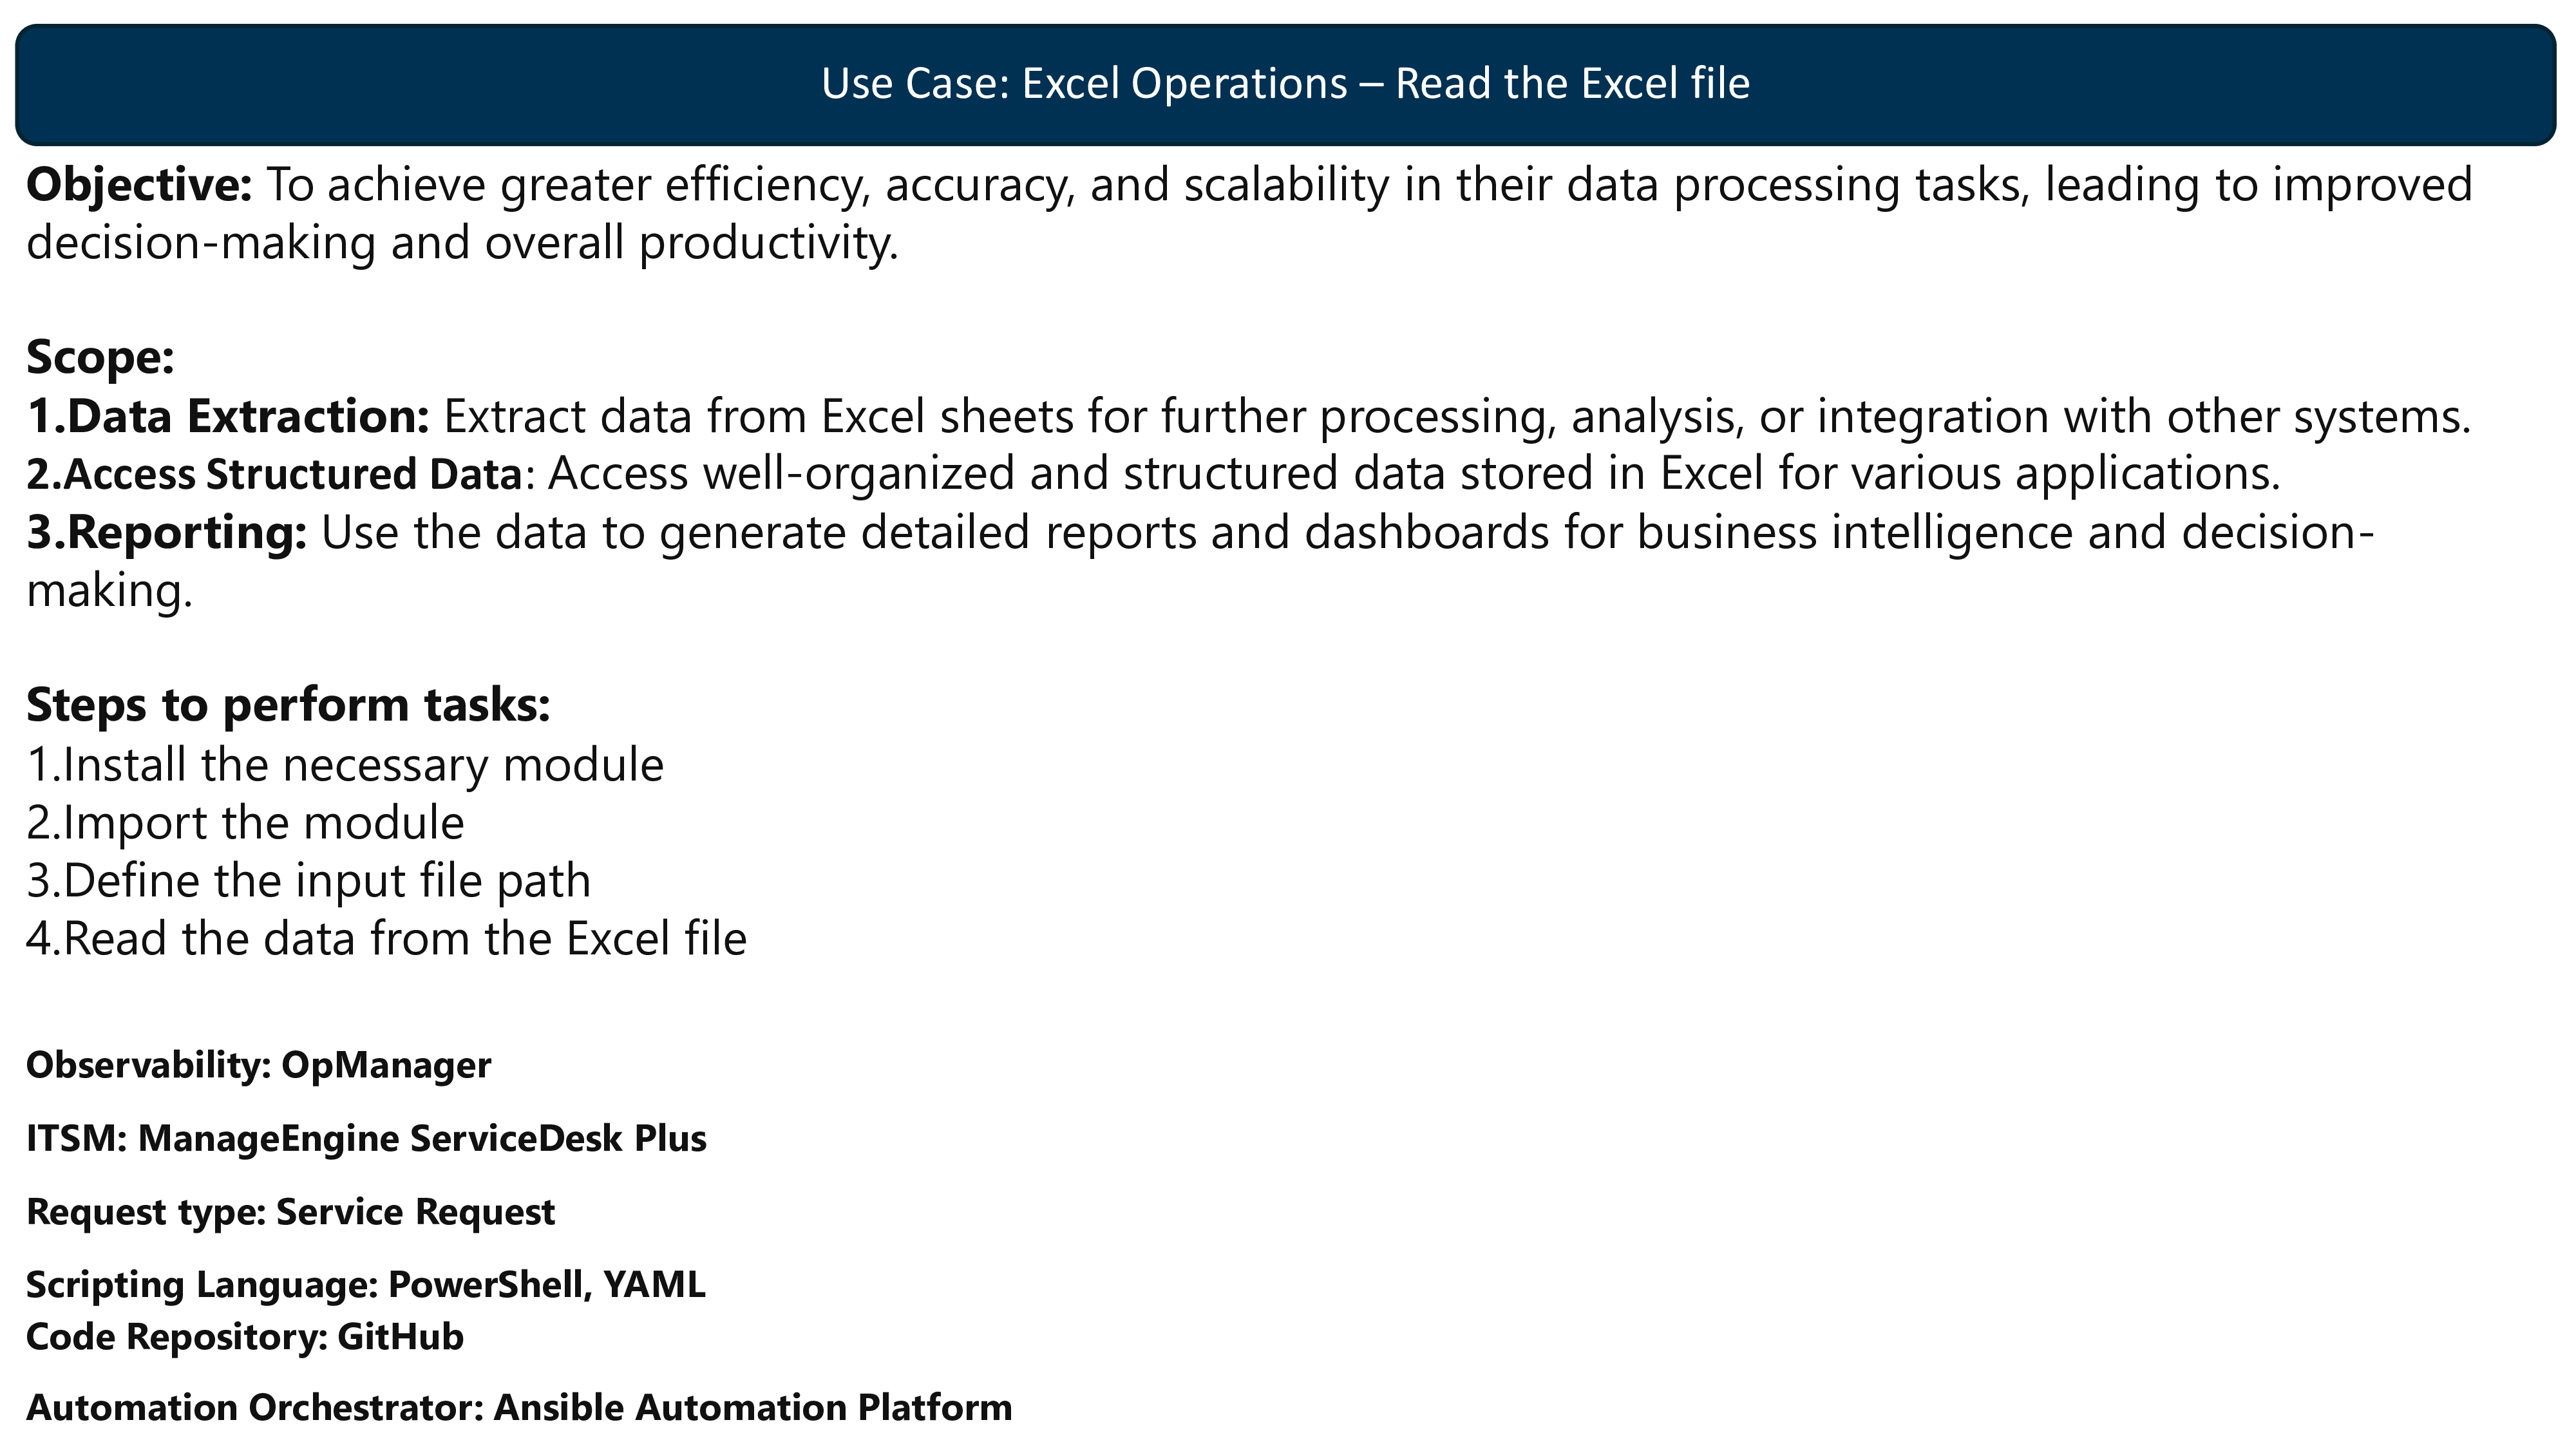 Use Case: Excel Operations – Read the Excel file
Objective: To achieve greater efficiency, accuracy, and scalability in their data processing tasks, leading to improved
decision-making and overall productivity.
Scope:
1.Data Extraction: Extract data from Excel sheets for further processing, analysis, or integration with other systems.
2.Access Structured Data: Access well-organized and structured data stored in Excel for various applications.
3.Reporting: Use the data to generate detailed reports and dashboards for business intelligence and decision-
making.
Steps to perform tasks:
1.Install the necessary module
2.Import the module
3.Define the input file path
4.Read the data from the Excel file
Observability: OpManager
ITSM: ManageEngine ServiceDesk Plus
Request type: Service Request
Scripting Language: PowerShell, YAML
Code Repository: GitHub
Automation Orchestrator: Ansible Automation Platform